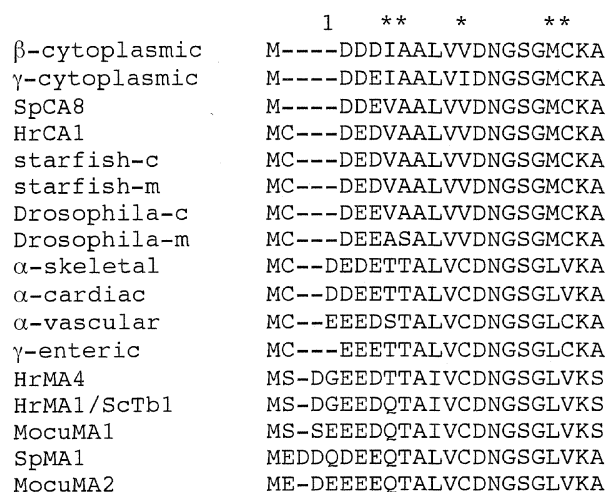 1 ** * **
β-cytoplasmic M----DDDIAALVVDNGSGMCKA
γ-cytoplasmic M----DDEIAALVIDNGSGMCKA
SpCA8 M----DDEVAALVVDNGSGMCKA
HrCA1 MC---DEDVAALVVDNGSGMCKA
starfish-c MC---DEDVAALVVDNGSGMCKA
starfish-m MC---DEDVAALVVDNGSGMCKA
Drosophila-c MC---DEEVAALVVDNGSGMCKA
Drosophila-m MC---DEEASALVVDNGSGMCKA
α-skeletal MC--DEDETTALVCDNGSGLVKA
α-cardiac MC--DDEETTALVCDNGSGLVKA
α-vascular MC--EEEDSTALVCDNGSGLCKA
γ-enteric MC---EEETTALVCDNGSGLCKA
HrMA4 MS-DGEEDTTAIVCDNGSGLVKS
HrMA1/ScTb1 MS-DGEEDQTAIVCDNGSGLVKS
MocuMA1 MS-SEEEDQTAIVCDNGSGLVKS
SpMA1 MEDDQDEEQTALVCDNGSGLVKA
MocuMA2 ME-DEEEEQTALVCDNGSGLVKA